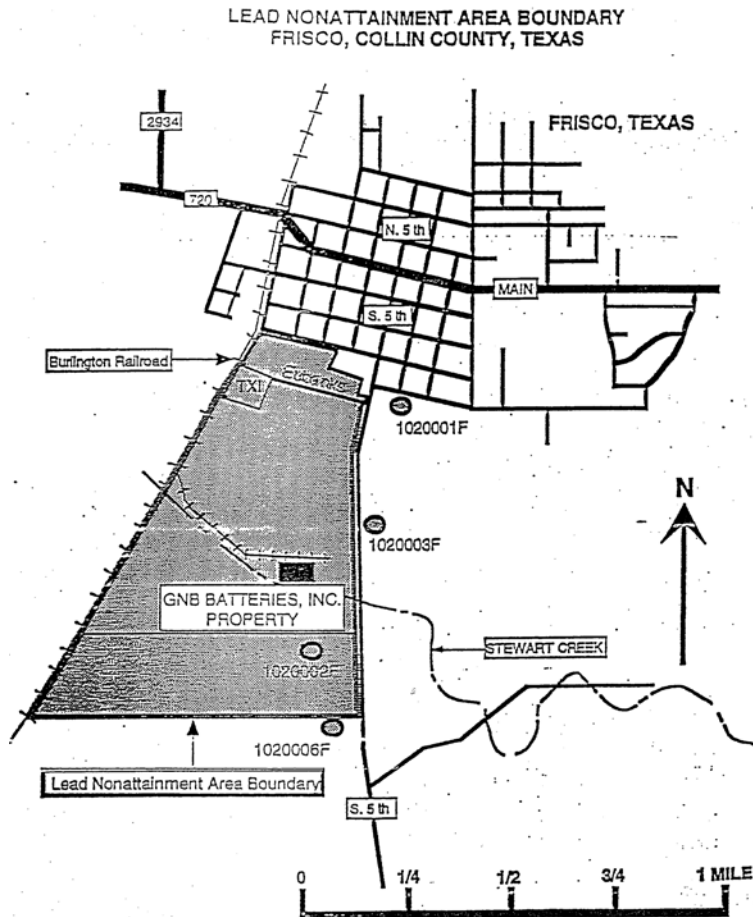 LEAD NONATTAINMENT AREA BOUNDARY
FRISCO, COLLIN COUNTY, TEXAS
2934
FRISCO, TEXAS
720
N. 5 th
MAIN
S. 5 th
Burlington Railroad
TXI
1020001F
N
1020003F
GNB BATTERIES, INC.
PROPERTY
STEWART CREEK
1020002F
1020006F
Lead Nonattainment Area Boundary
S. 5 th
0 1/4 1/2 3/4 1 MILE